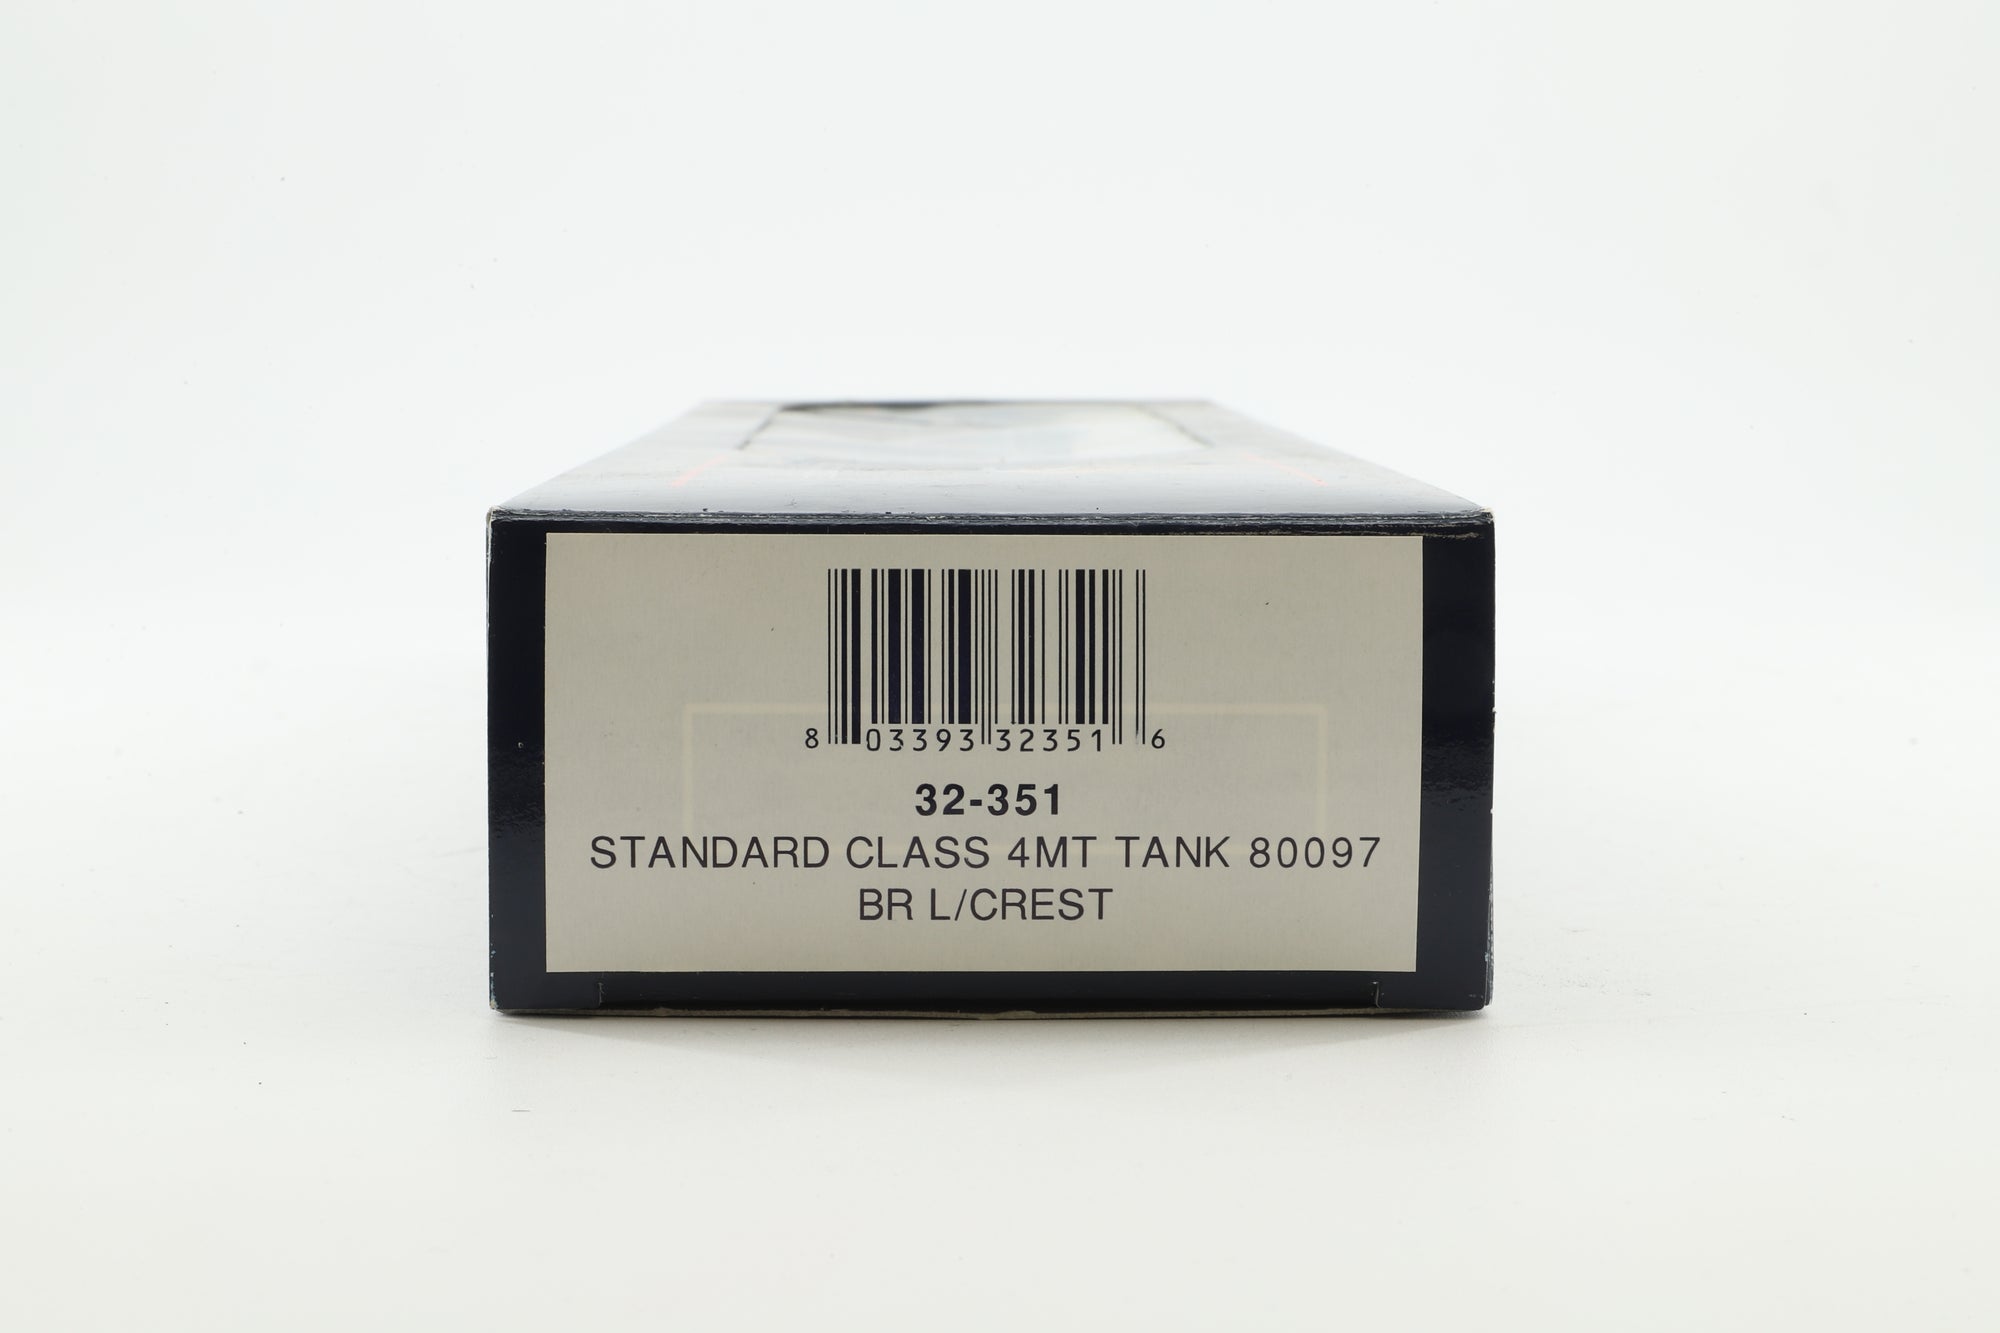 8 03393 32351 6
32-351
STANDARD CLASS 4MT TANK 80097
BR L/CREST